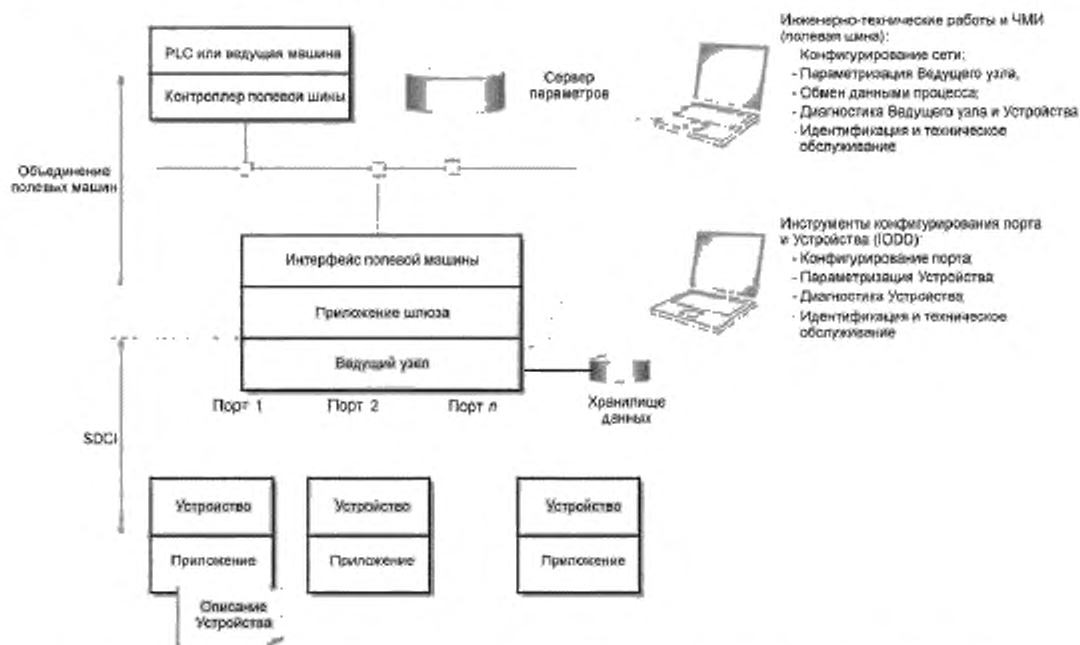 PLC или ведущая машина
Контроллер полевой шины
Сервер
параметров
Инженерно-технические работы и ЧМИ
(полевая шина):
Конфигурирование сети;
- Параметризация Ведущего узла,
- Обмен данными процесса;
- Диагностика Ведущего узла и Устройства
- Идентификация и техническое
обслуживание
Объединение
полевых машин
Интерфейс полевой машины
Приложение шлюза
Ведущий узел
Порт 1
Порт 2
Порт n
Хранилище
данных
Инструменты конфигурирования порта
и Устройства (IODD)
- Конфигурирование порта;
- Параметризация Устройства
- Диагностика Устройства;
- Идентификация и техническое
обслуживание
SDCI
Устройство
Приложение
Устройство
Приложение
Устройство
Приложение
Описание
Устройства